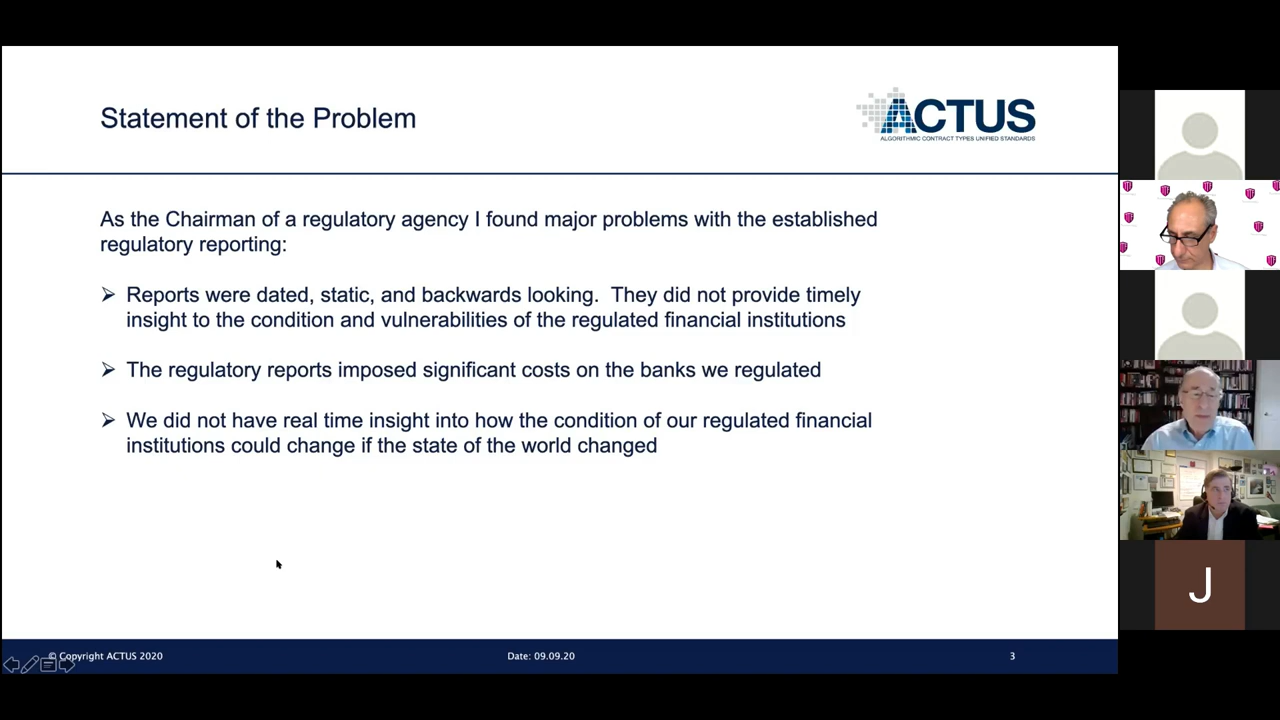 Statement of the Problem
ACTUS
ALGORITHMIC CONTRACT TYPES UNIFIED STANDARDS
As the Chairman of a regulatory agency I found major problems with the established
regulatory reporting:
Reports were dated, static, and backwards looking. They did not provide timely
insight to the condition and vulnerabilities of the regulated financial institutions
The regulatory reports imposed significant costs on the banks we regulated
We did not have real time insight into how the condition of our regulated financial
institutions could change if the state of the world changed
© Copyright ACTUS 2020
Date: 09.09.20
3
J